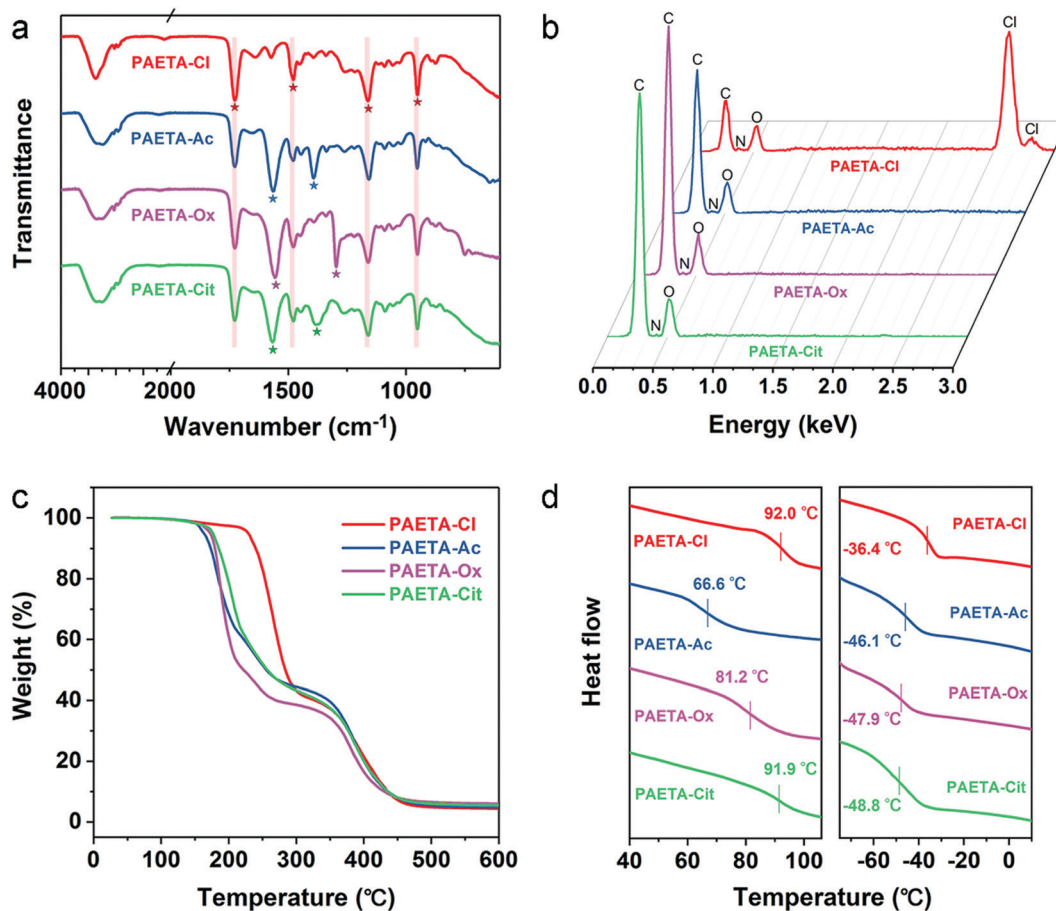 a
PAETA-Cl
PAETA-Ac
PAETA-Ox
PAETA-Cit
Transmittance
4000 2000 1500 1000
Wavenumber (cm⁻¹)
b
C C C C N O Cl Cl
PAETA-Cl
N O
PAETA-Ac
N O
PAETA-Ox
N O
PAETA-Cit
0.0 0.5 1.0 1.5 2.0 2.5 3.0
Energy (keV)
c
100
80
60
40
20
0
Weight (%)
PAETA-Cl
PAETA-Ac
PAETA-Ox
PAETA-Cit
0 100 200 300 400 500 600
Temperature (℃)
d
Heat flow
92.0 ℃
PAETA-Cl
66.6 ℃
PAETA-Ac
81.2 ℃
PAETA-Ox
91.9 ℃
PAETA-Cit
40 60 80 100
PAETA-Cl
-36.4 ℃
PAETA-Ac
-46.1 ℃
PAETA-Ox
-47.9 ℃
PAETA-Cit
-48.8 ℃
-60 -40 -20 0
Temperature (℃)